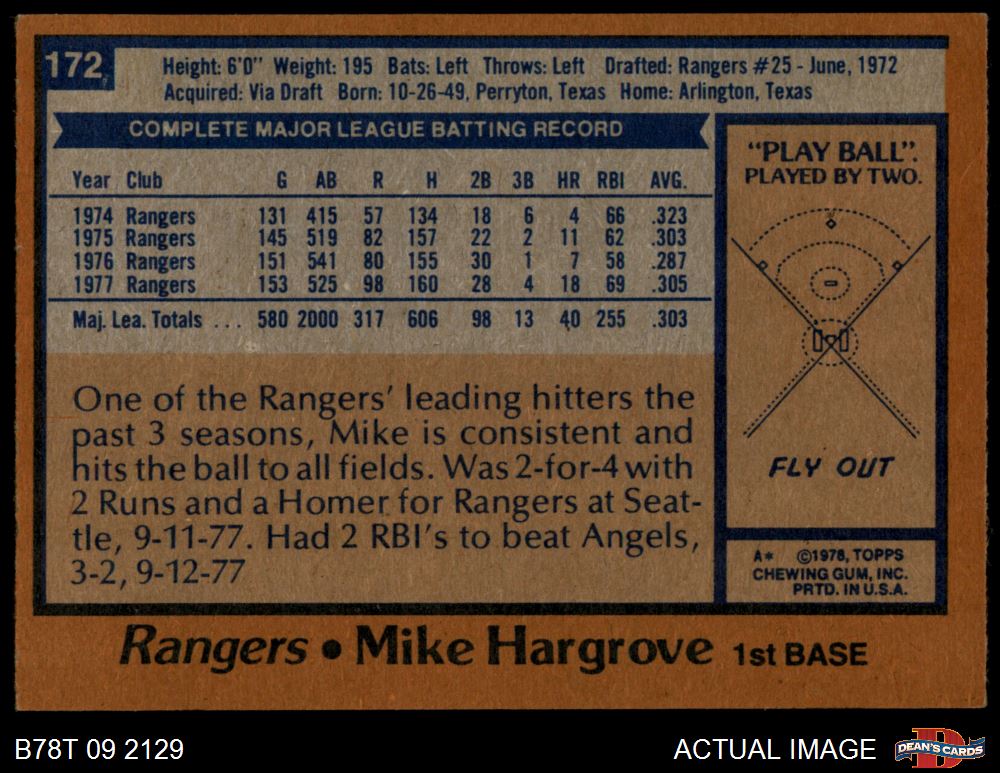 172
Height: 6'0" Weight: 195 Bats: Left Throws: Left Drafted: Rangers #25 - June, 1972
Acquired: Via Draft Born: 10-26-49, Perryton, Texas Home: Arlington, Texas
COMPLETE MAJOR LEAGUE BATTING RECORD
Year Club G AB R H 2B 3B HR RBI AVG.
1974 Rangers 131 415 57 134 18 6 4 66 .323
1975 Rangers 145 519 82 157 22 2 11 62 .303
1976 Rangers 151 541 80 155 30 1 7 58 .287
1977 Rangers 153 525 98 160 28 4 18 69 .305
Maj. Lea. Totals ... 580 2000 317 606 98 13 40 255 .303
One of the Rangers' leading hitters the
past 3 seasons, Mike is consistent and
hits the ball to all fields. Was 2-for-4 with
2 Runs and a Homer for Rangers at Seat-
tle, 9-11-77. Had 2 RBI's to beat Angels,
3-2, 9-12-77
"PLAY BALL".
PLAYED BY TWO.
FLY OUT
A* ©1978, TOPPS
CHEWING GUM, INC.
PRTD. IN U.S.A.
Rangers • Mike Hargrove 1st BASE
B78T 09 2129
ACTUAL IMAGE
D
DEAN'S CARDS